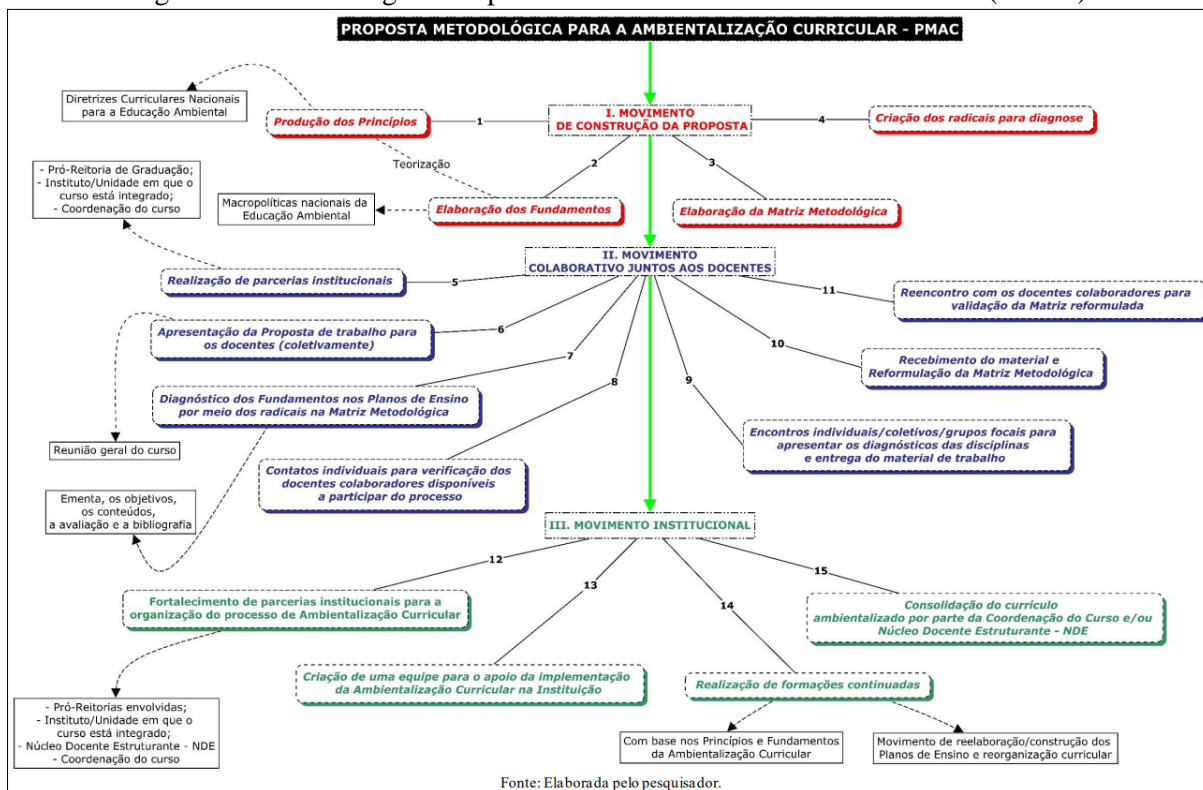 PROPOSTA METODOLÓGICA PARA A AMBIENTALIZAÇÃO CURRICULAR - PMAC
Diretrizes Curriculares Nacionais
para a Educação Ambiental
Produção dos Princípios
1
I. MOVIMENTO
DE CONSTRUÇÃO DA PROPOSTA
4
Criação dos radicais para diagnose
Teorização
2
3
- Pró-Reitoria de Graduação;
- Instituto/Unidade em que o
curso está integrado;
- Coordenação do curso
Macropolíticas nacionais da
Educação Ambiental
Elaboração dos Fundamentos
Elaboração da Matriz Metodológica
II. MOVIMENTO
COLABORATIVO JUNTOS AOS DOCENTES
Realização de parcerias institucionais
5
11
Reencontro com os docentes colaboradores para
validação da Matriz reformulada
Apresentação da Proposta de trabalho para
os docentes (coletivamente)
6
7
8
9
10
Recebimento do material e
Reformulação da Matriz Metodológica
Diagnóstico dos Fundamentos nos Planos de Ensino
por meio dos radicais na Matriz Metodológica
Encontros individuais/coletivos/grupos focais para
apresentar os diagnósticos das disciplinas
e entrega do material de trabalho
Reunião geral do curso
Contatos individuais para verificação dos
docentes colaboradores disponíveis
a participar do processo
Ementa, os objetivos,
os conteúdos,
a avaliação e a bibliografia
III. MOVIMENTO INSTITUCIONAL
12
13
14
15
Fortalecimento de parcerias institucionais para a
organização do processo de Ambientalização Curricular
Consolidação do currículo
ambientalizado por parte da Coordenação do Curso e/ou
Núcleo Docente Estruturante - NDE
Criação de uma equipe para o apoio da implementação
da Ambientalização Curricular na Instituição
Realização de formações continuadas
- Pró-Reitorias envolvidas;
- Instituto/Unidade em que o
curso está integrado;
- Núcleo Docente Estruturante - NDE
- Coordenação do curso
Com base nos Princípios e Fundamentos
da Ambientalização Curricular
Movimento de reelaboração/construção dos
Planos de Ensino e reorganização curricular
Fonte: Elaborada pelo pesquisador.